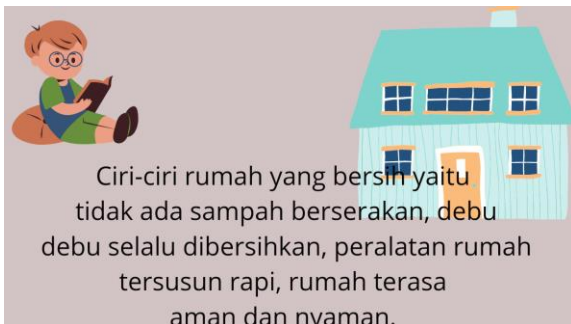 Ciri-ciri rumah yang bersih yaitu
tidak ada sampah berserakan, debu
debu selalu dibersihkan, peralatan rumah
tersusun rapi, rumah terasa
aman dan nyaman.